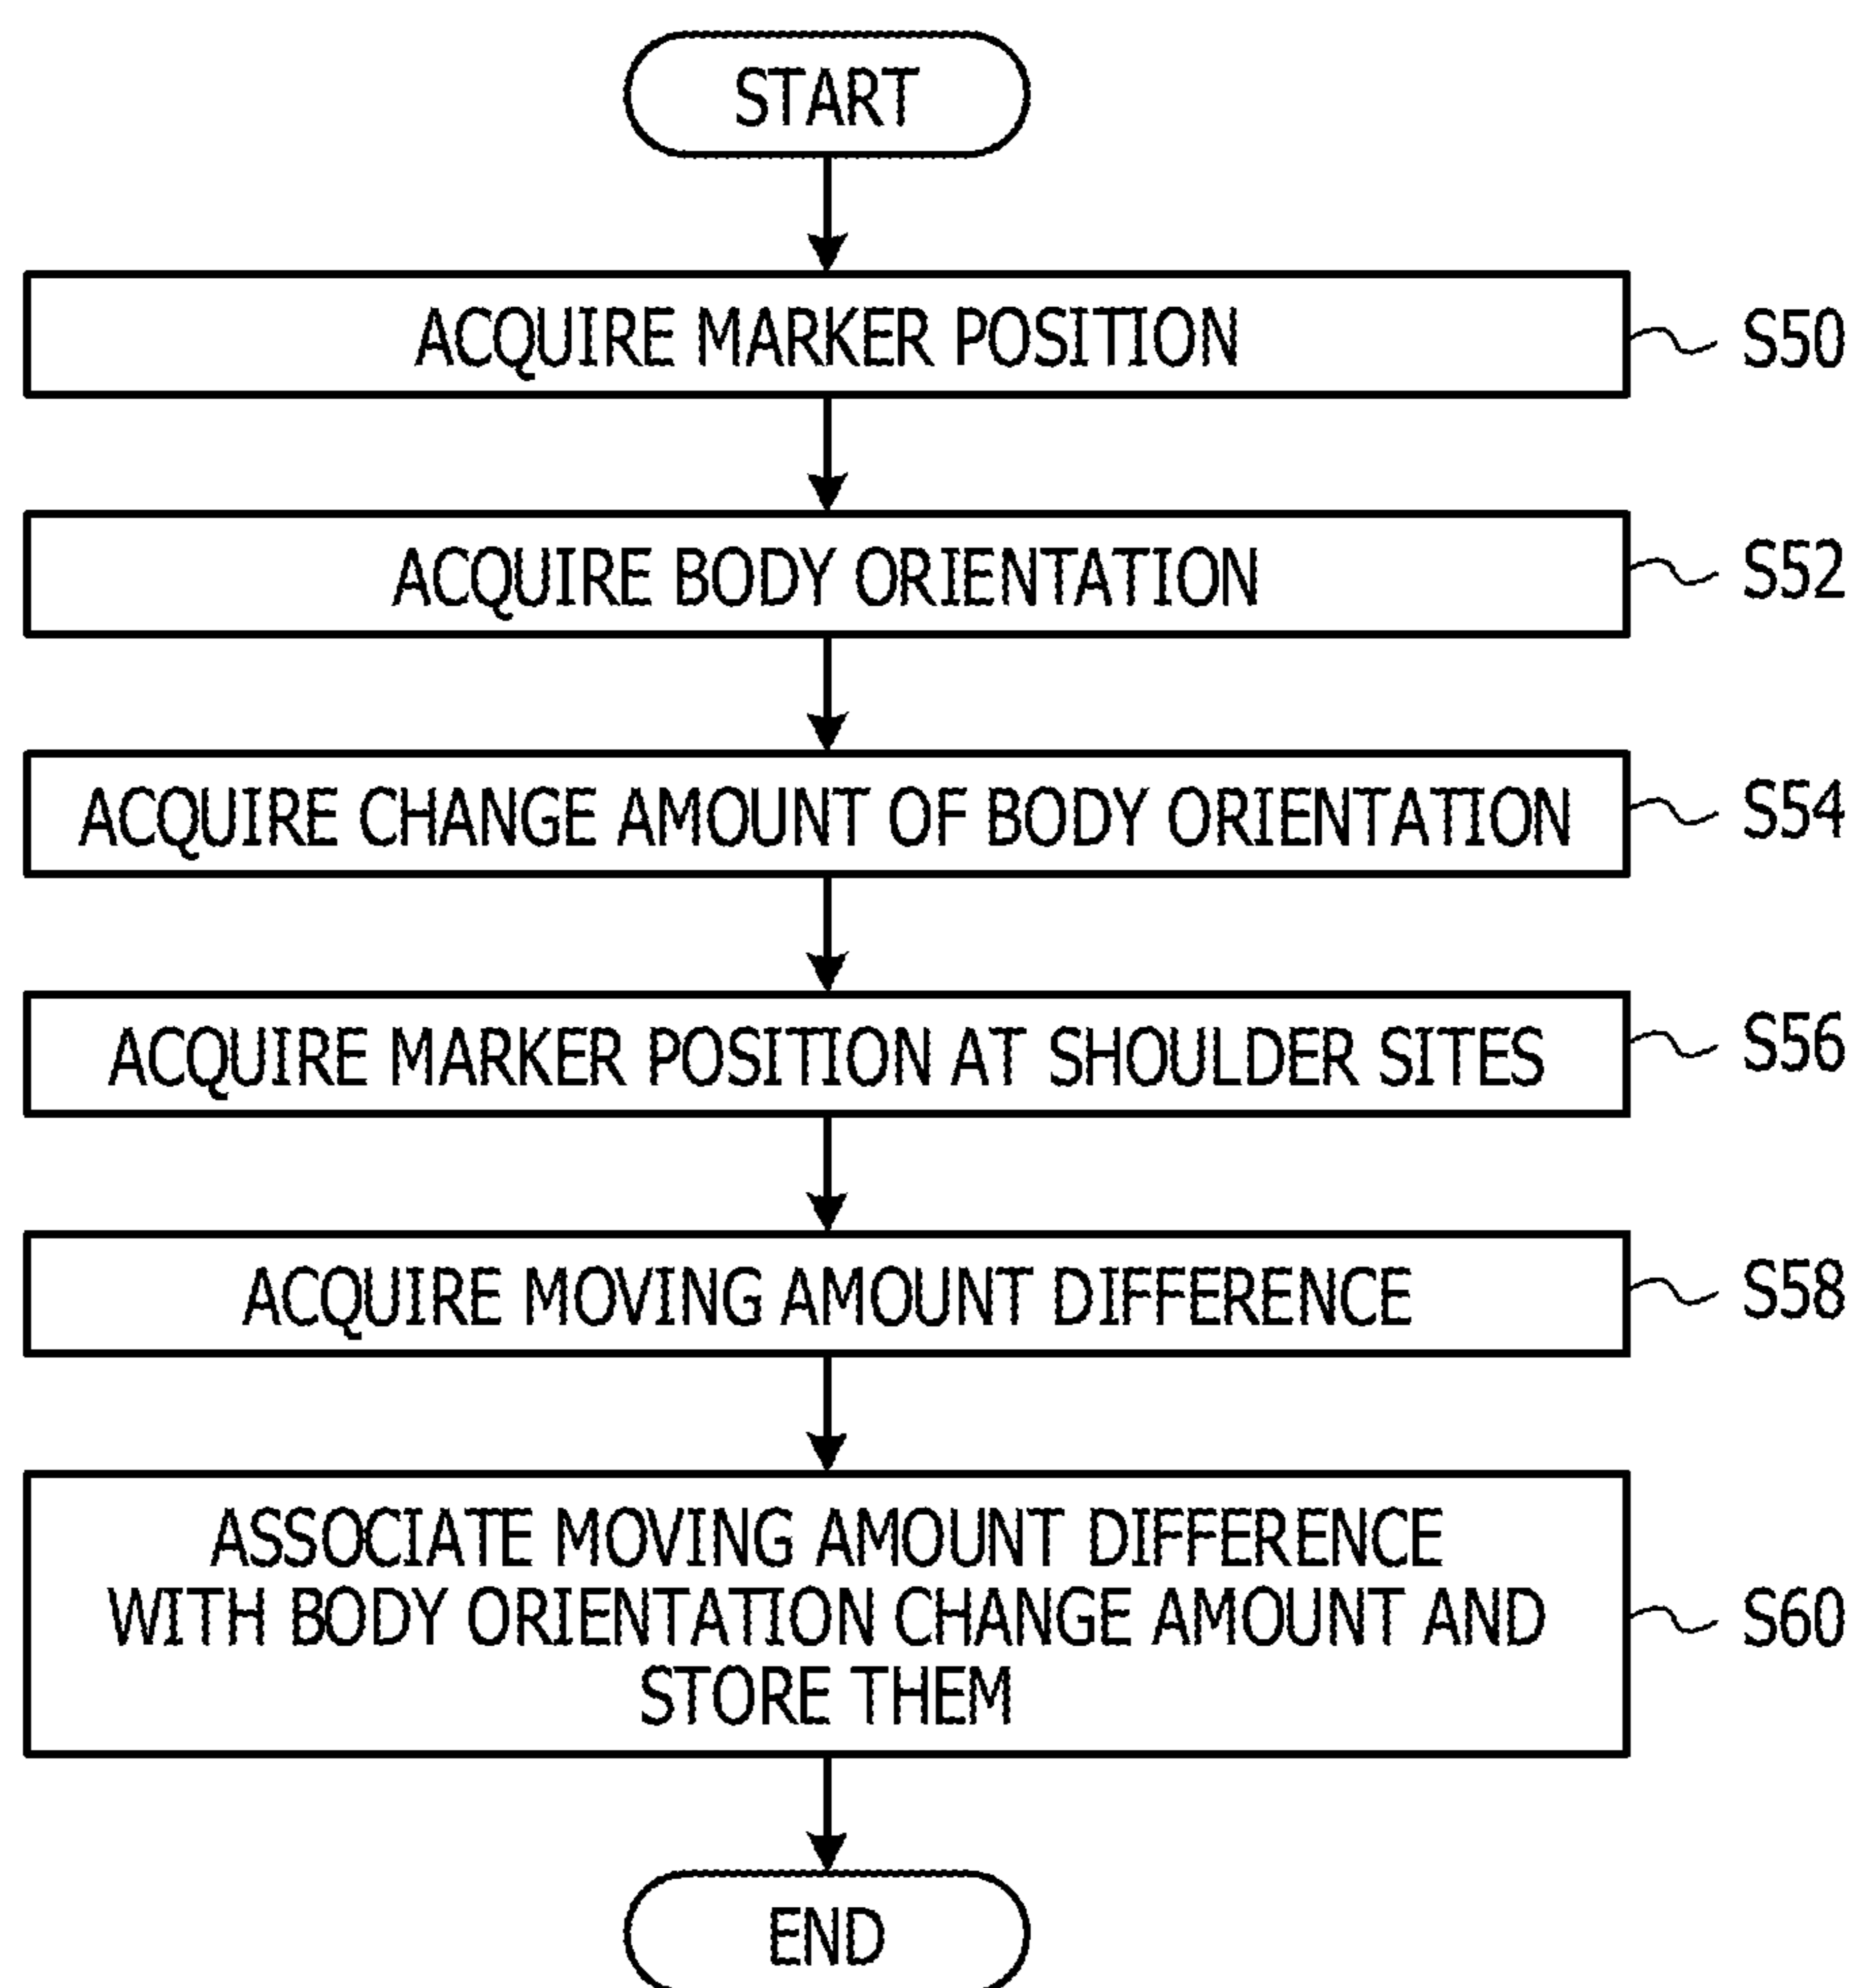 START
ACQUIRE MARKER POSITION
S50
ACQUIRE BODY ORIENTATION
S52
ACQUIRE CHANGE AMOUNT OF BODY ORIENTATION
S54
ACQUIRE MARKER POSITION AT SHOULDER SITES
S56
ACQUIRE MOVING AMOUNT DIFFERENCE
S58
ASSOCIATE MOVING AMOUNT DIFFERENCE
WITH BODY ORIENTATION CHANGE AMOUNT AND
STORE THEM
S60
END